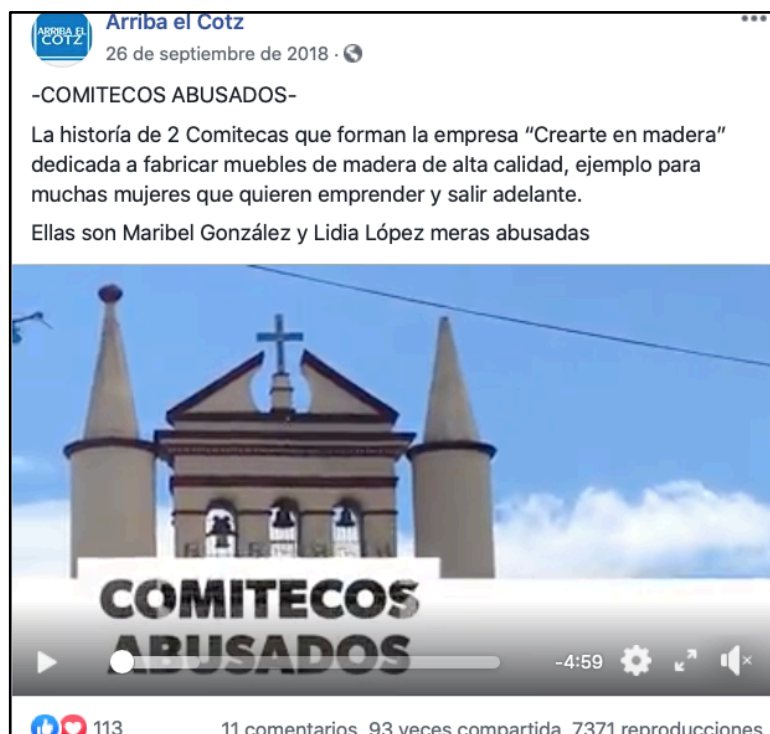 ARRIBA EL
COTZ
Arriba el Cotz
26 de septiembre de 2018 ·
-COMITECOS ABUSADOS-
La historía de 2 Comitecas que forman la empresa “Crearte en madera”
dedicada a fabricar muebles de madera de alta calidad, ejemplo para
muchas mujeres que quieren emprender y salir adelante.
Ellas son Maribel González y Lidia López meras abusadas
COMITECOS
ABUSADOS
-4:59
113
11 comentarios 93 veces compartida 7371 reproducciones